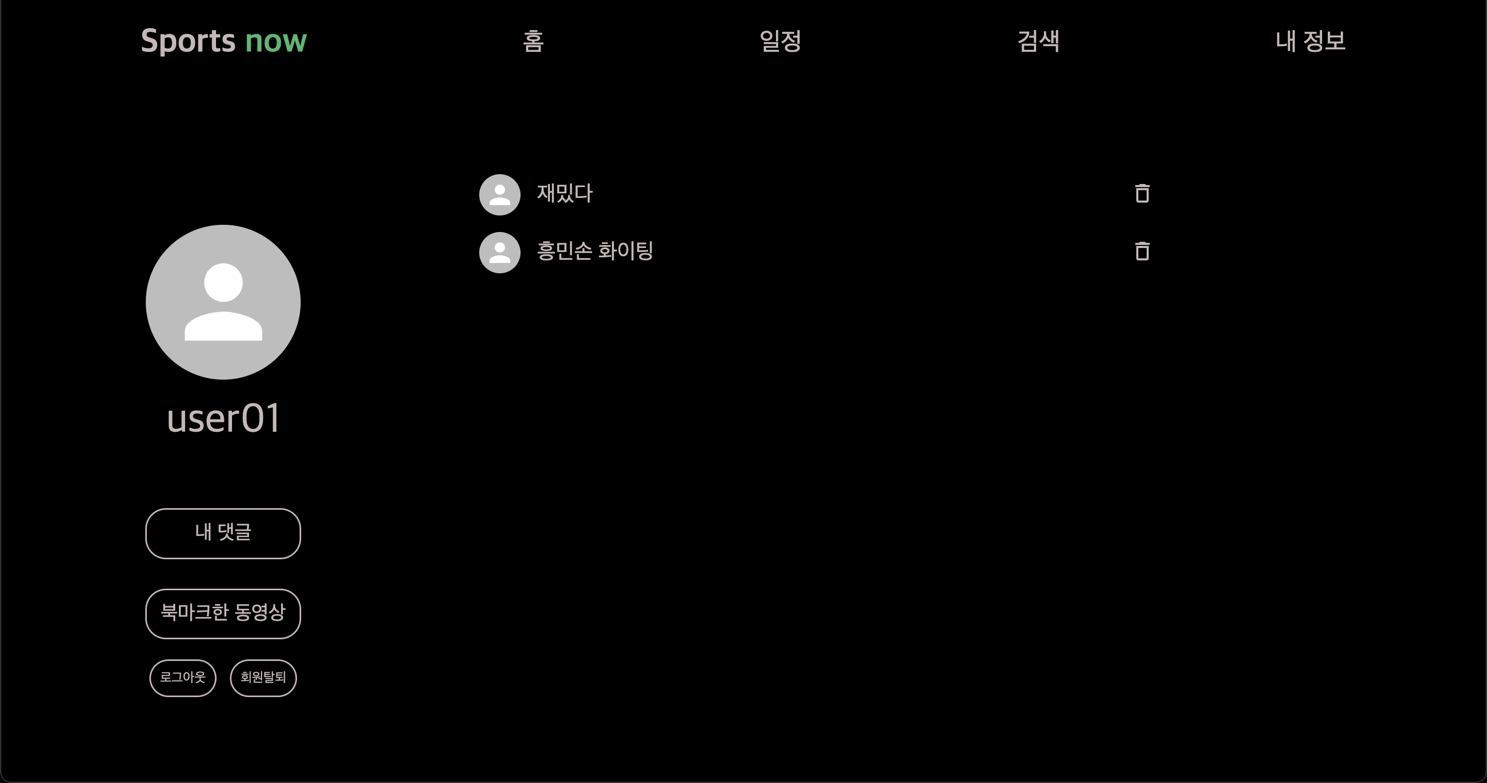 Sports now
홈
일정
검색
내 정보
재밌다
흥민손 화이팅
user01
내 댓글
북마크한 동영상
로그아웃
회원탈퇴